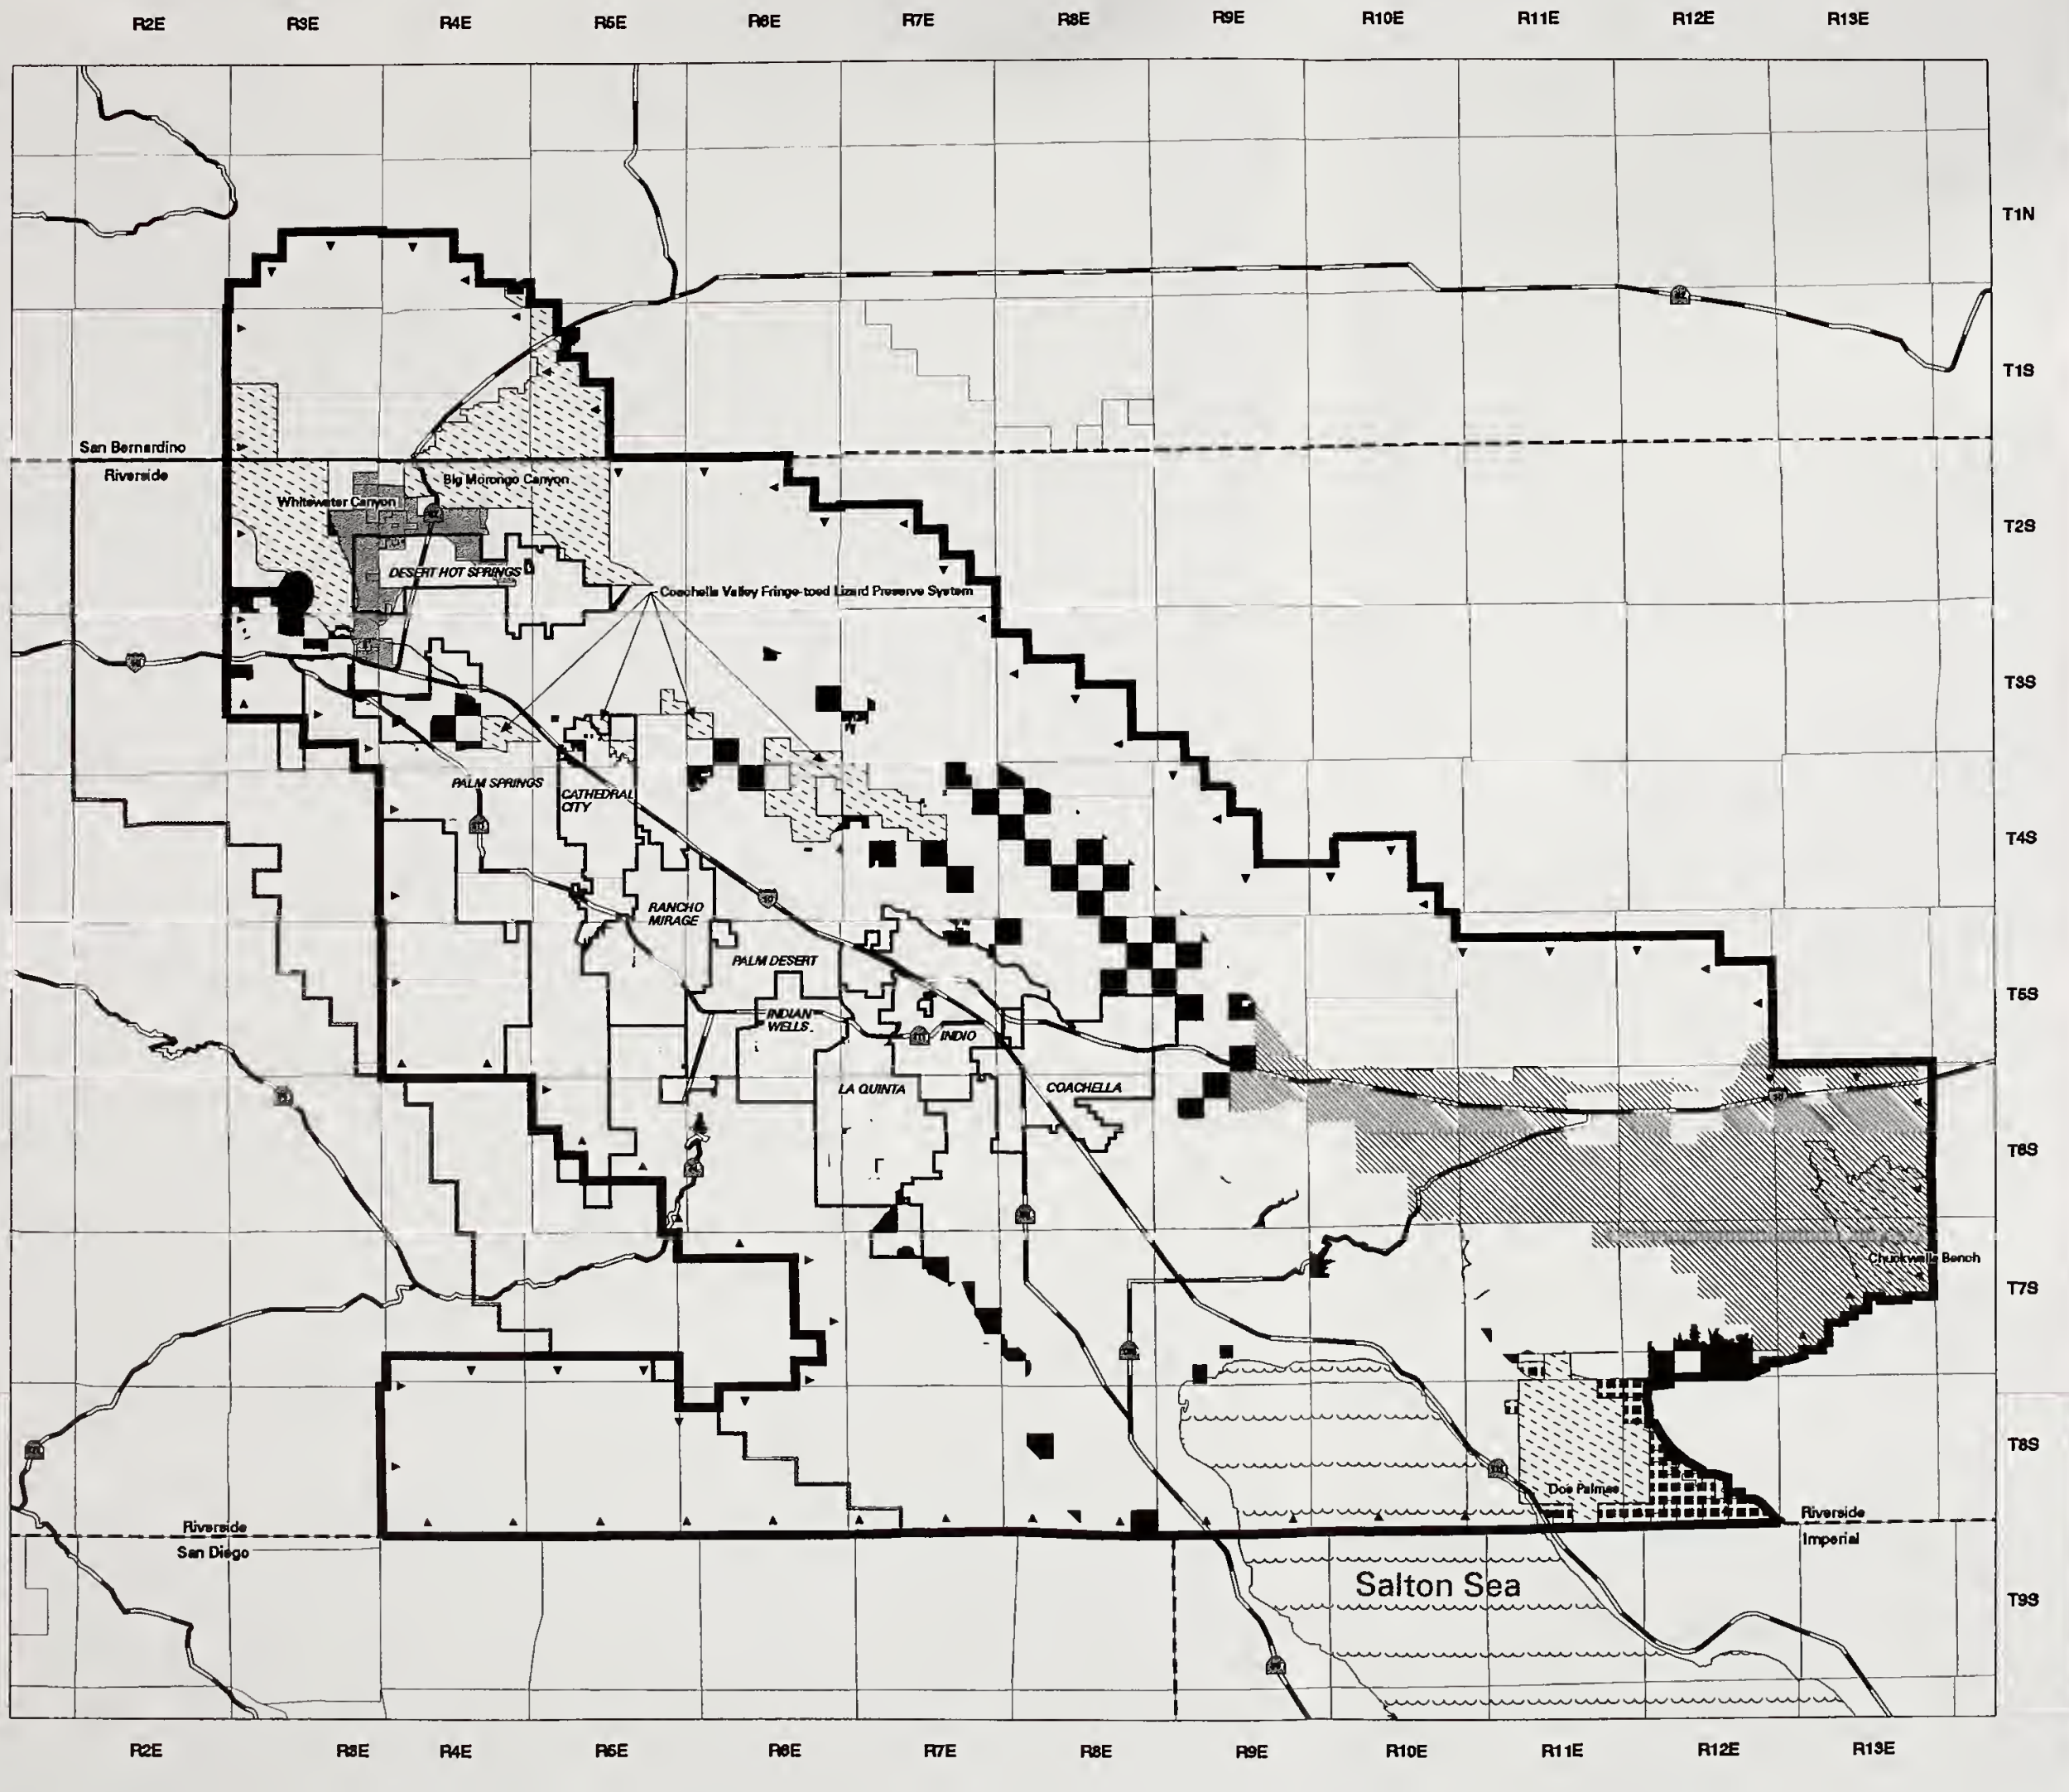 R2E R3E R4E R5E R6E R7E R8E R9E R10E R11E R12E R13E
T1N
T1S
San Bernardino
Riverside
Big Morongo Canyon
Whitewater Canyon
T2S
DESERT HOT SPRINGS
Coachella Valley Fringe-toed Lizard Preserve System
T3S
PALM SPRINGS
CATHEDRAL
CITY
T4S
10
RANCHO
MIRAGE
PALM DESERT
T5S
INDIAN
WELLS
111
INDIO
LA QUINTA
COACHELLA
T6S
Chuckwalla Bench
T7S
T8S
Dos Palmas
Riverside
San Diego
Riverside
Imperial
Salton Sea
T9S
R2E R3E R4E R5E R6E R7E R8E R9E R10E R11E R12E R13E